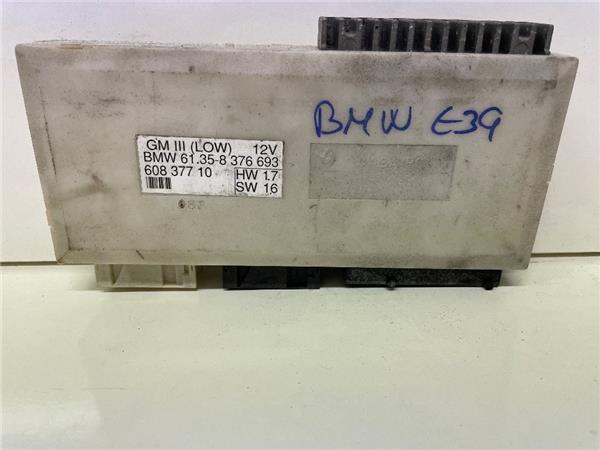 BMW E39
GM III (LOW) 12V
BMW 61.35-8 376 693
608 377 10 HW 1.7
SW 16